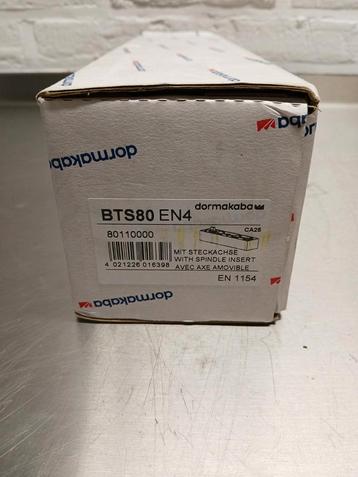 dormakaba
dormakaba
dormakaba
BTS80 EN4
dormakaba
80110000
CA26
MIT STECKACHSE
WITH SPINDLE INSERT
AVEC AXE AMOVIBLE
4 021226 016398
EN 1154
dormakaba